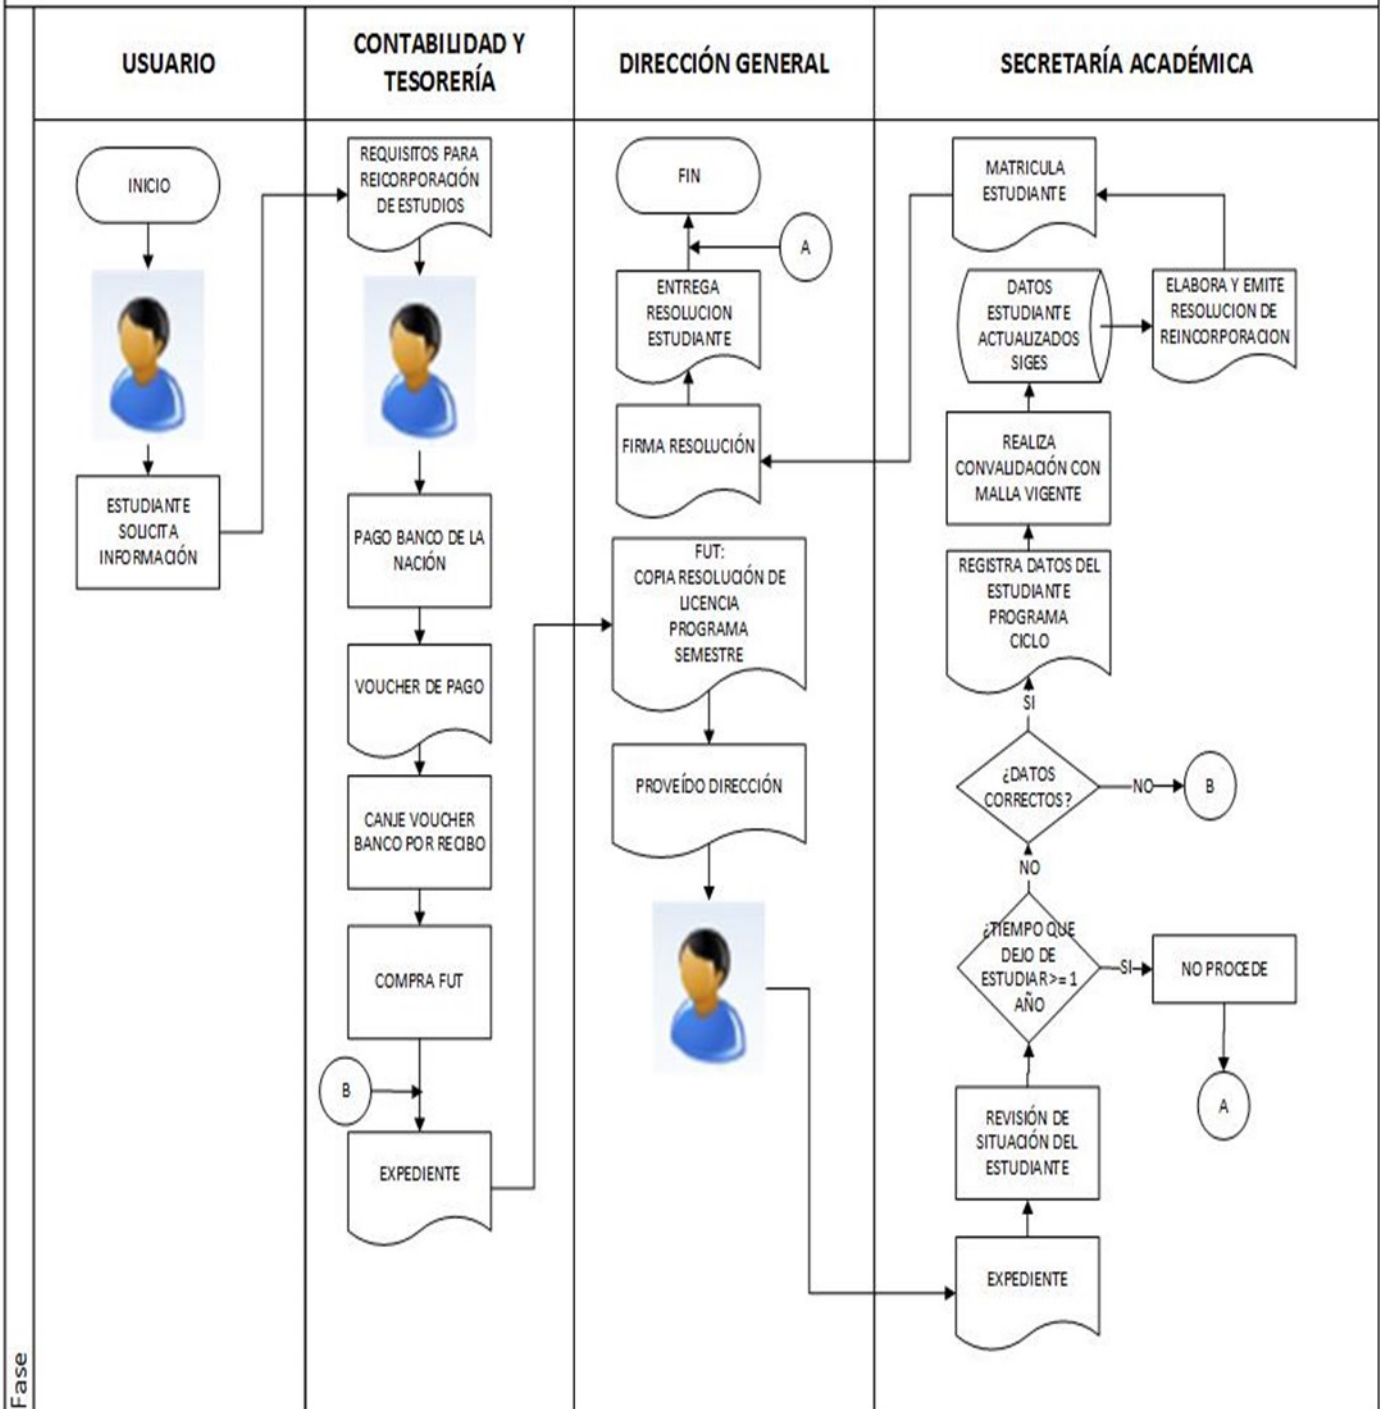 USUARIO
CONTABILIDAD Y
TESORERÍA
DIRECCIÓN GENERAL
SECRETARÍA ACADÉMICA
INICIO
ESTUDIANTE
SOLICITA
INFORMACIÓN
REQUISITOS PARA
REICORPORACIÓN
DE ESTUDIOS
PAGO BANCO DE LA
NACIÓN
VOUCHER DE PAGO
CANJE VOUCHER
BANCO POR RECIBO
COMPRA FUT
B
EXPEDIENTE
FIN
A
ENTREGA
RESOLUCION
ESTUDIANTE
FIRMA RESOLUCIÓN
FUT:
COPIA RESOLUCIÓN DE
LICENCIA
PROGRAMA
SEMESTRE
PROVEÍDO DIRECCIÓN
MATRICULA
ESTUDIANTE
DATOS
ESTUDIANTE
ACTUALIZADOS
SIGES
ELABORA Y EMITE
RESOLUCION DE
REINCORPORACION
REALIZA
CONVALIDACIÓN CON
MALLA VIGENTE
REGISTRA DATOS DEL
ESTUDIANTE
PROGRAMA
CICLO
SI
¿DATOS
CORRECTOS?
NO
B
NO
¿TIEMPO QUE
DEJO DE
ESTUDIAR>= 1
AÑO
SI
NO PROCEDE
A
REVISIÓN DE
SITUACIÓN DEL
ESTUDIANTE
EXPEDIENTE
Fase